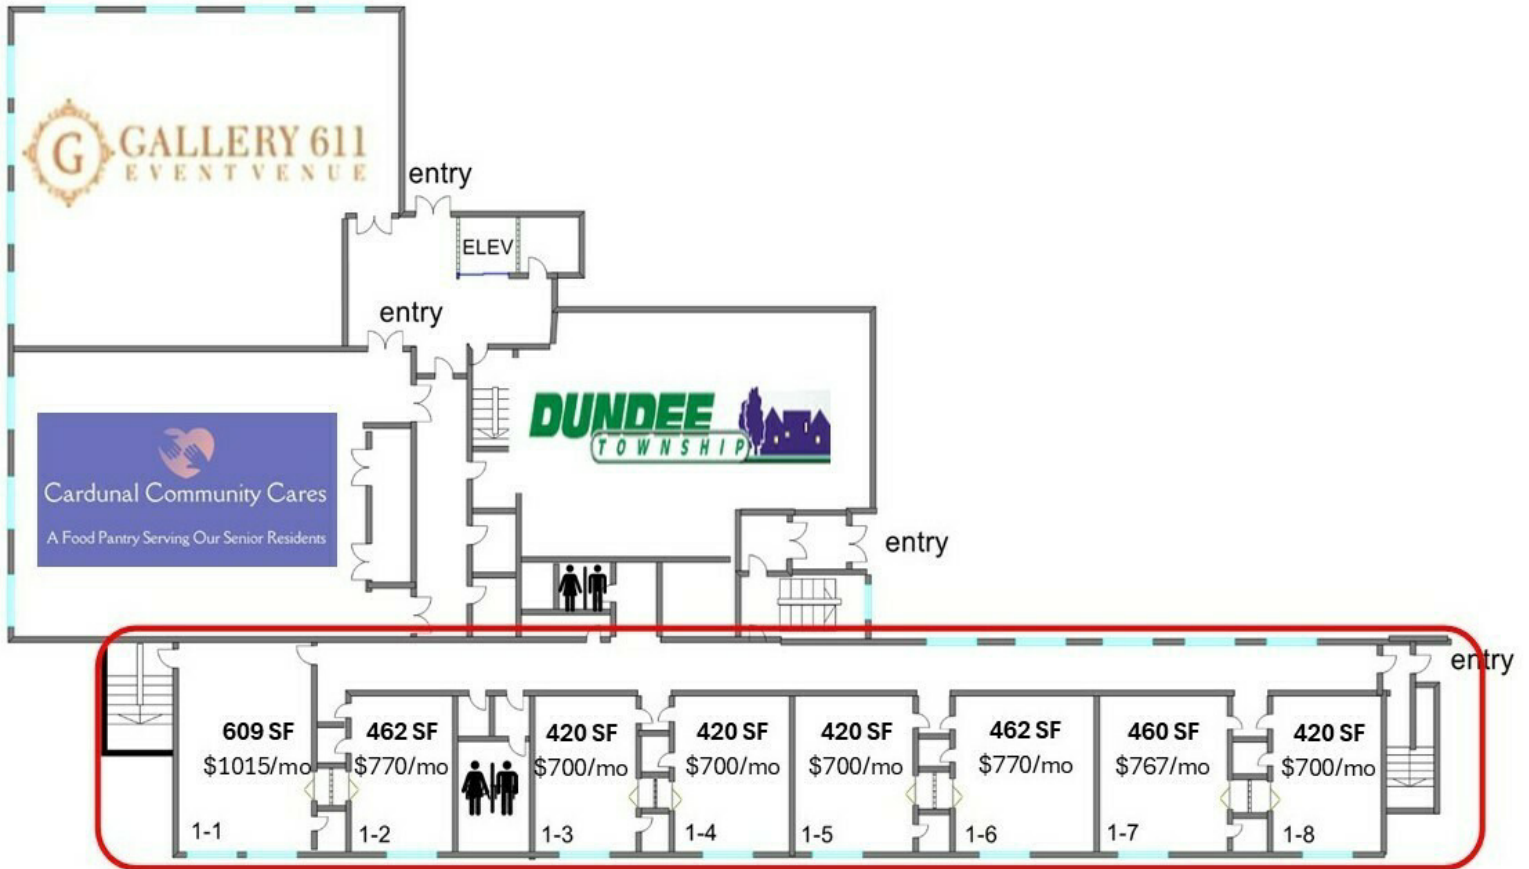 G
GALLERY 611
EVENT VENUE
entry
ELEV
entry
DUNDEE
TOWNSHIP
Cardunal Community Cares
A Food Pantry Serving Our Senior Residents
entry
entry
609 SF
$1015/mo
1-1
462 SF
$770/mo
1-2
420 SF
$700/mo
1-3
420 SF
$700/mo
1-4
420 SF
$700/mo
1-5
462 SF
$770/mo
1-6
460 SF
$767/mo
1-7
420 SF
$700/mo
1-8